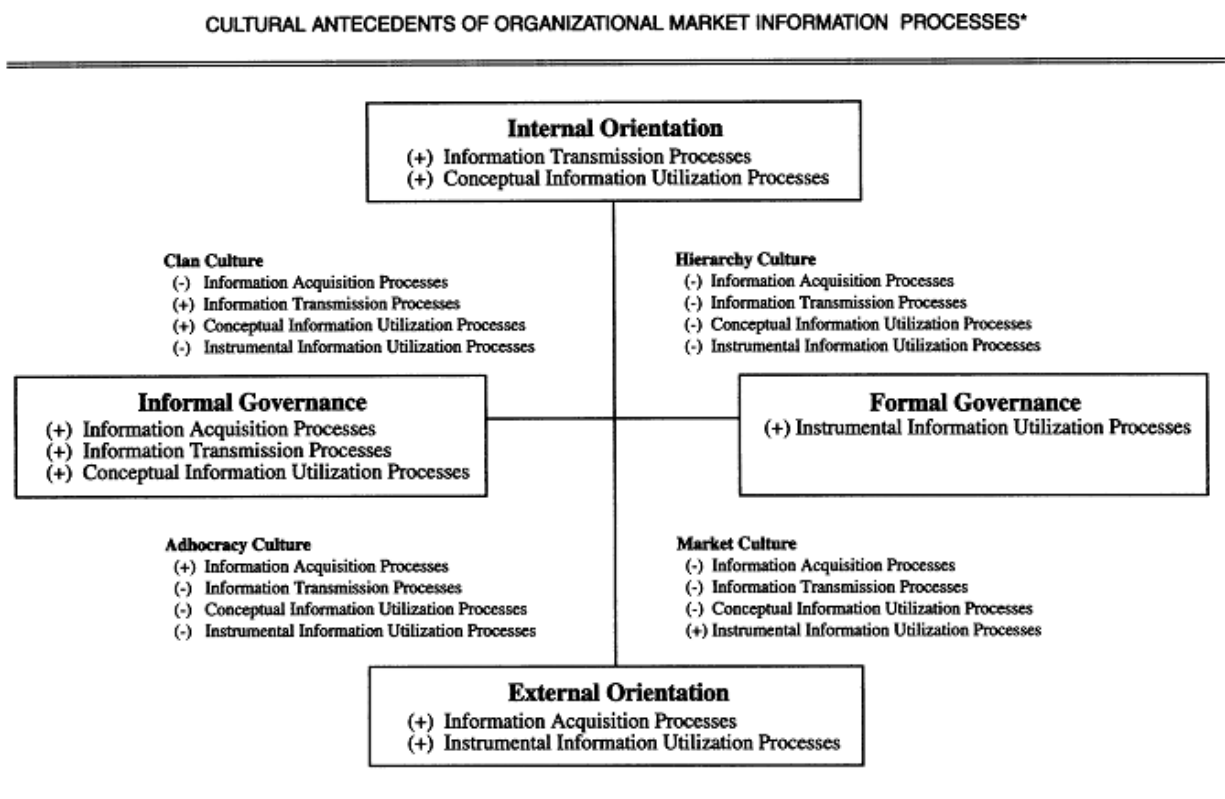 CULTURAL ANTECEDENTS OF ORGANIZATIONAL MARKET INFORMATION PROCESSES*
Internal Orientation
(+) Information Transmission Processes
(+) Conceptual Information Utilization Processes
Clan Culture
(-) Information Acquisition Processes
(+) Information Transmission Processes
(+) Conceptual Information Utilization Processes
(-) Instrumental Information Utilization Processes
Hierarchy Culture
(-) Information Acquisition Processes
(-) Information Transmission Processes
(-) Conceptual Information Utilization Processes
(-) Instrumental Information Utilization Processes
Informal Governance
(+) Information Acquisition Processes
(+) Information Transmission Processes
(+) Conceptual Information Utilization Processes
Formal Governance
(+) Instrumental Information Utilization Processes
Adhocracy Culture
(+) Information Acquisition Processes
(-) Information Transmission Processes
(-) Conceptual Information Utilization Processes
(-) Instrumental Information Utilization Processes
Market Culture
(-) Information Acquisition Processes
(-) Information Transmission Processes
(-) Conceptual Information Utilization Processes
(+) Instrumental Information Utilization Processes
External Orientation
(+) Information Acquisition Processes
(+) Instrumental Information Utilization Processes